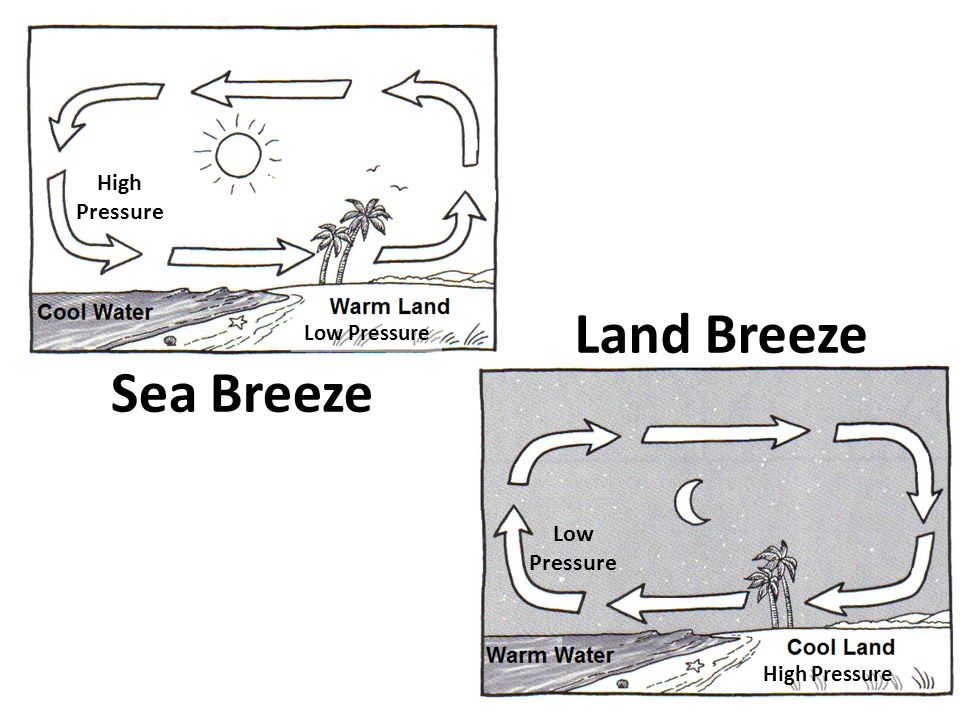 High
Pressure
Cool Water
Warm Land
Low Pressure
Sea Breeze
Land Breeze
Low
Pressure
Warm Water
Cool Land
High Pressure